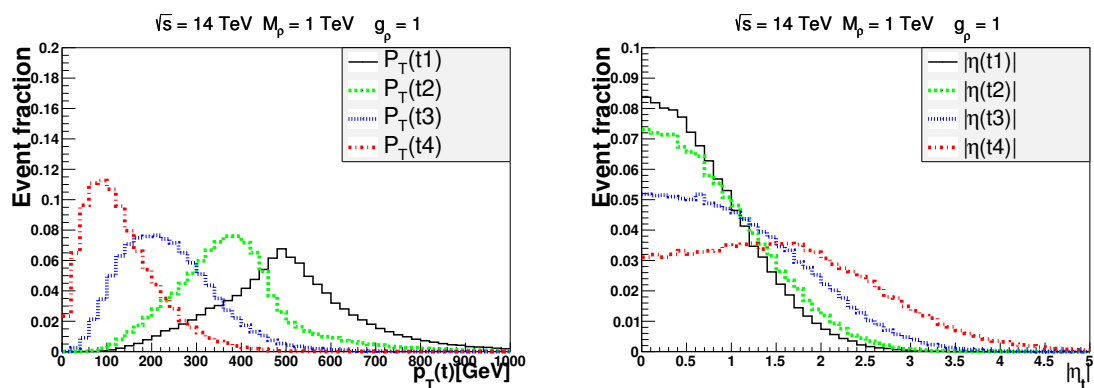 √s = 14 TeV M_ρ = 1 TeV g_ρ = 1
Event fraction
0.2
0.18
0.16
0.14
0.12
0.1
0.08
0.06
0.04
0.02
0
P_T(t1)
P_T(t2)
P_T(t3)
P_T(t4)
0 100 200 300 400 500 600 700 800 900 1000
p_T(t)[GeV]
√s = 14 TeV M_ρ = 1 TeV g_ρ = 1
Event fraction
0.1
0.09
0.08
0.07
0.06
0.05
0.04
0.03
0.02
0.01
0
|η(t1)|
|η(t2)|
|η(t3)|
|η(t4)|
0 0.5 1 1.5 2 2.5 3 3.5 4 4.5 5
|η_t|